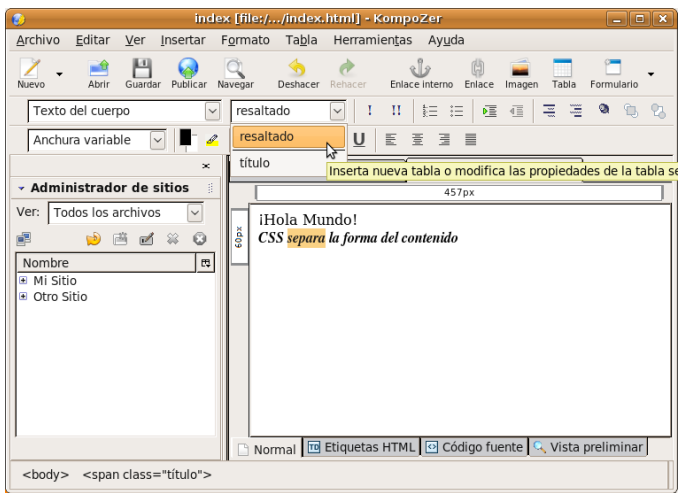 index [file:/.../index.html] - KompoZer
Archivo Editar Ver Insertar Formato Tabla Herramientas Ayuda
Nuevo Abrir Guardar Publicar Navegar Deshacer Rehacer Enlace interno Enlace Imagen Tabla Formulario
Texto del cuerpo resaltado ! !!
Anchura variable resaltado U
título
Inserta nueva tabla o modifica las propiedades de la tabla se
Administrador de sitios
457px
Ver: Todos los archivos
60px
¡Hola Mundo!
CSS separa la forma del contenido
Nombre
Mi Sitio
Otro Sitio
Normal TD Etiquetas HTML Código fuente Vista preliminar
<body> <span class="título">